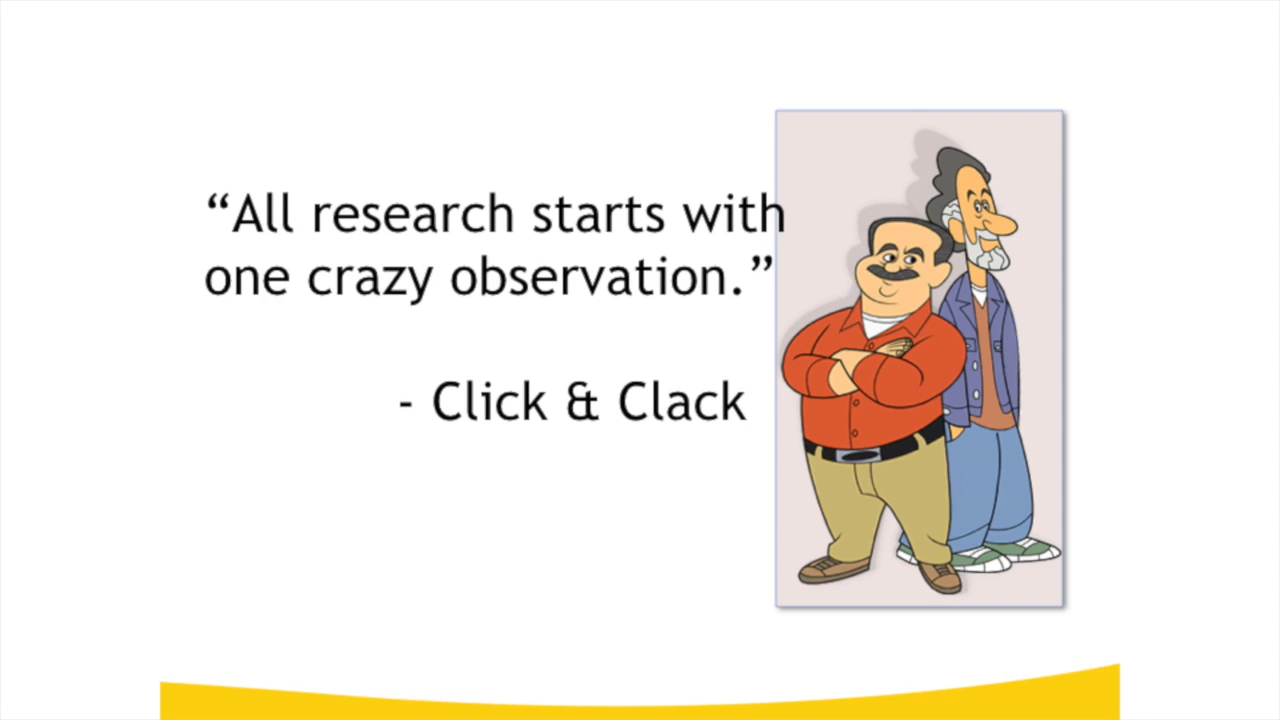 “All research starts with
one crazy observation.”
- Click & Clack